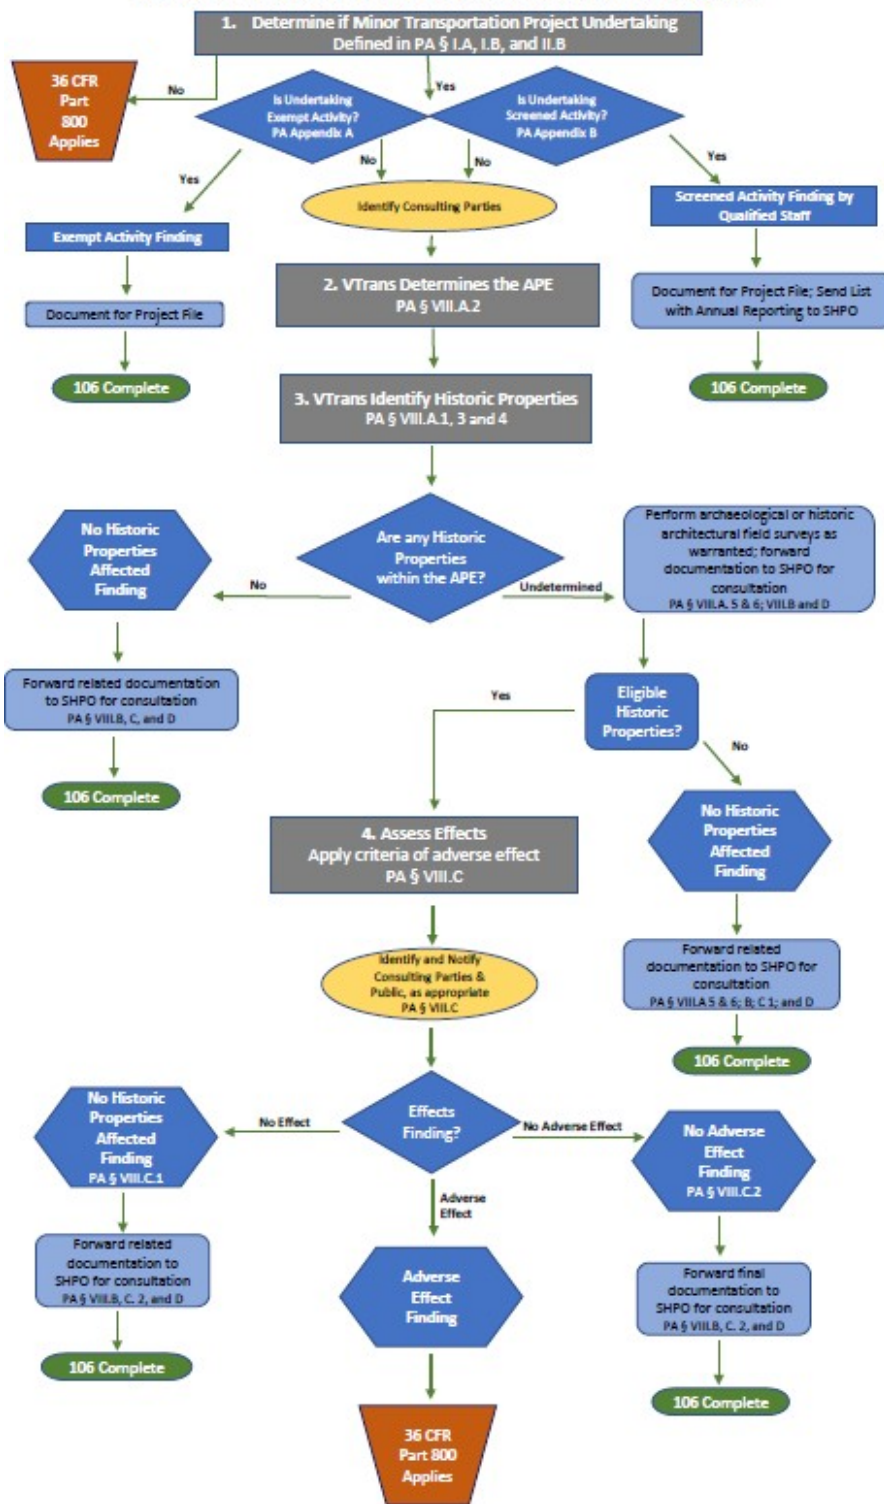 1. Determine if Minor Transportation Project Undertaking
Defined in PA § I.A, I.B, and II.B
No
Yes
36 CFR
Part
800
Applies
Is Undertaking
Exempt Activity?
PA Appendix A
Is Undertaking
Screened Activity?
PA Appendix B
No
No
Yes
Yes
Identify Consulting Parties
Exempt Activity Finding
Screened Activity Finding by
Qualified Staff
2. VTrans Determines the APE
PA § VIII.A.2
Document for Project File
Document for Project File; Send List
with Annual Reporting to SHPO
106 Complete
106 Complete
3. VTrans Identify Historic Properties
PA § VIII.A.1, 3 and 4
No Historic
Properties
Affected
Finding
Are any Historic
Properties
within the APE?
No
Undetermined
Perform archaeological or historic
architectural field surveys as
warranted; forward
documentation to SHPO for
consultation
PA § VIII.A. 5 & 6; VIII.B and D
Forward related documentation
to SHPO for consultation
PA § VIII.B, C, and D
106 Complete
Eligible
Historic
Properties?
Yes
No
4. Assess Effects
Apply criteria of adverse effect
PA § VIII.C
No Historic
Properties
Affected
Finding
Identify and Notify
Consulting Parties &
Public, as appropriate
PA § VIII.C
Forward related
documentation to SHPO for
consultation
PA § VIII.A 5 & 6; B; C 1; and D
106 Complete
Effects
Finding?
No Effect
No Adverse Effect
Adverse
Effect
No Historic
Properties
Affected
Finding
PA § VIII.C.1
No Adverse
Effect
Finding
PA § VIII.C.2
Forward related
documentation to
SHPO for consultation
PA § VIII.B, C. 2, and D
106 Complete
Adverse
Effect
Finding
Forward final
documentation to
SHPO for consultation
PA § VIII.B, C. 2, and D
106 Complete
36 CFR
Part 800
Applies